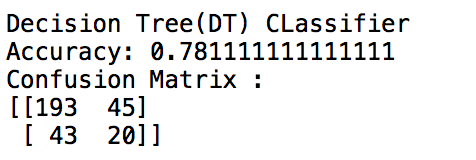 Decision Tree(DT) CLassifier
Accuracy: 0.781111111111111
Confusion Matrix :
[[193  45]
 [ 43  20]]